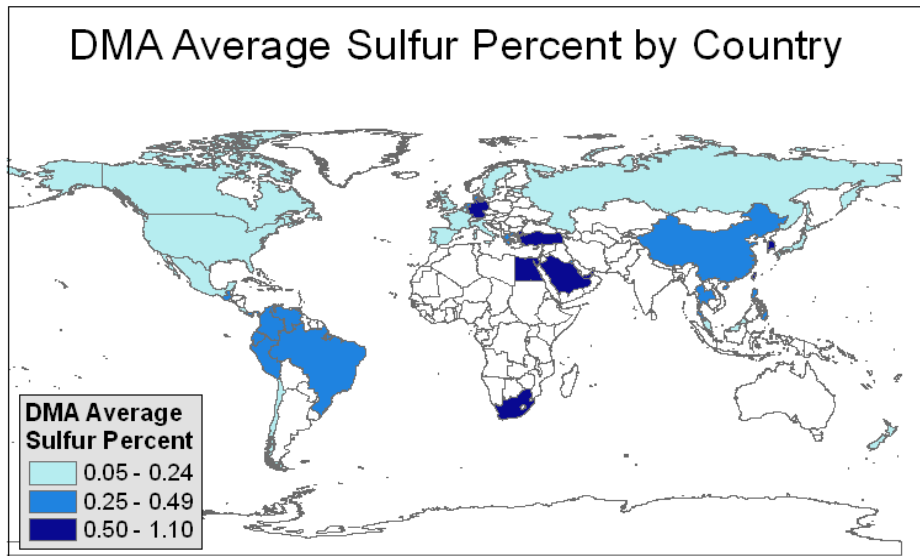 DMA Average Sulfur Percent by Country
DMA Average
Sulfur Percent
0.05 - 0.24
0.25 - 0.49
0.50 - 1.10